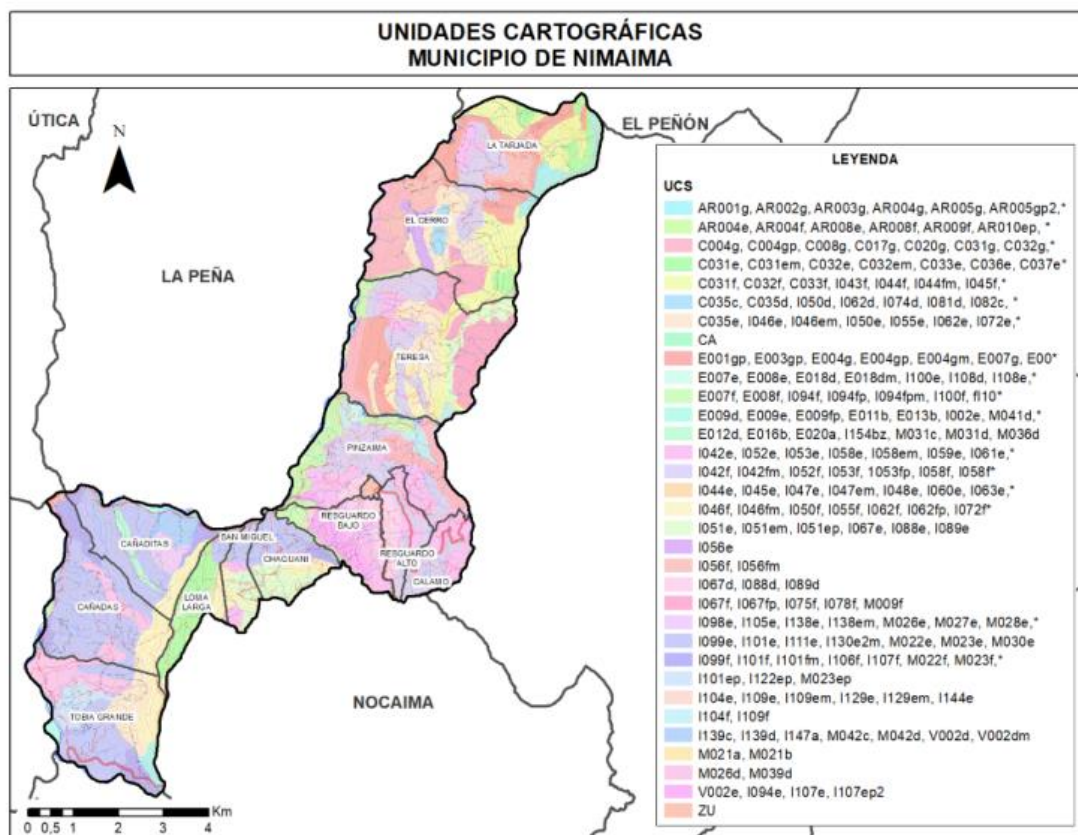 UNIDADES CARTOGRÁFICAS
MUNICIPIO DE NIMAIMA
ÚTICA
N
EL PEÑÓN
LA TARJADA
EL CERRO
LA PEÑA
TERESA
PINZAIMA
RESGUARDO
BAJO
RESGUARDO
ALTO
CALAMO
SAN MIGUEL
CHAGUANI
CAÑADITAS
LOMA
LARGA
CAÑADAS
TOBIA GRANDE
NOCAIMA
0 0,5 1 2 3 4 Km
LEYENDA
UCS
AR001g, AR002g, AR003g, AR004g, AR005g, AR005gp2,*
AR004e, AR004f, AR008e, AR008f, AR009f, AR010ep, *
C004g, C004gp, C008g, C017g, C020g, C031g, C032g,*
C031e, C031em, C032e, C032em, C033e, C036e, C037e*
C031f, C032f, C033f, I043f, I044f, I044fm, I045f,*
C035c, C035d, I050d, I062d, I074d, I081d, I082c, *
C035e, I046e, I046em, I050e, I055e, I062e, I072e,*
CA
E001gp, E003gp, E004g, E004gp, E004gm, E007g, E00*
E007e, E008e, E018d, E018dm, I100e, I108d, I108e,*
E007f, E008f, I094f, I094fp, I094fpm, I100f, fI10*
E009d, E009e, E009fp, E011b, E013b, I002e, M041d,*
E012d, E016b, E020a, I154bz, M031c, M031d, M036d
I042e, I052e, I053e, I058e, I058em, I059e, I061e,*
I042f, I042fm, I052f, I053f, 1053fp, I058f, I058f*
I044e, I045e, I047e, I047em, I048e, I060e, I063e,*
I046f, I046fm, I050f, I055f, I062f, I062fp, I072f*
I051e, I051em, I051ep, I067e, I088e, I089e
I056e
I056f, I056fm
I067d, I088d, I089d
I067f, I067fp, I075f, I078f, M009f
I098e, I105e, I138e, I138em, M026e, M027e, M028e,*
I099e, I101e, I111e, I130e2m, M022e, M023e, M030e
I099f, I101f, I101fm, I106f, I107f, M022f, M023f,*
I101ep, I122ep, M023ep
I104e, I109e, I109em, I129e, I129em, I144e
I104f, I109f
I139c, I139d, I147a, M042c, M042d, V002d, V002dm
M021a, M021b
M026d, M039d
V002e, I094e, I107e, I107ep2
ZU